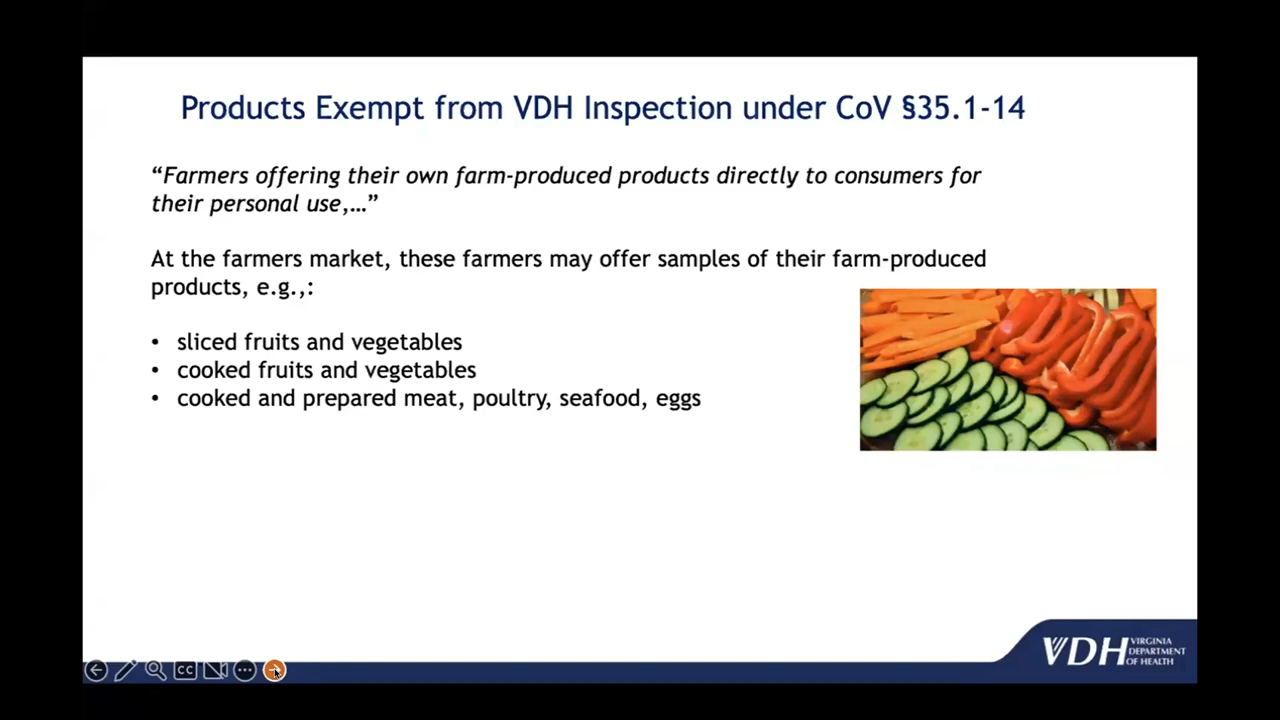 Products Exempt from VDH Inspection under CoV §35.1-14
“Farmers offering their own farm-produced products directly to consumers for
their personal use,…”
At the farmers market, these farmers may offer samples of their farm-produced
products, e.g.,:
• sliced fruits and vegetables
• cooked fruits and vegetables
• cooked and prepared meat, poultry, seafood, eggs
CC
VDH
VIRGINIA
DEPARTMENT
OF HEALTH